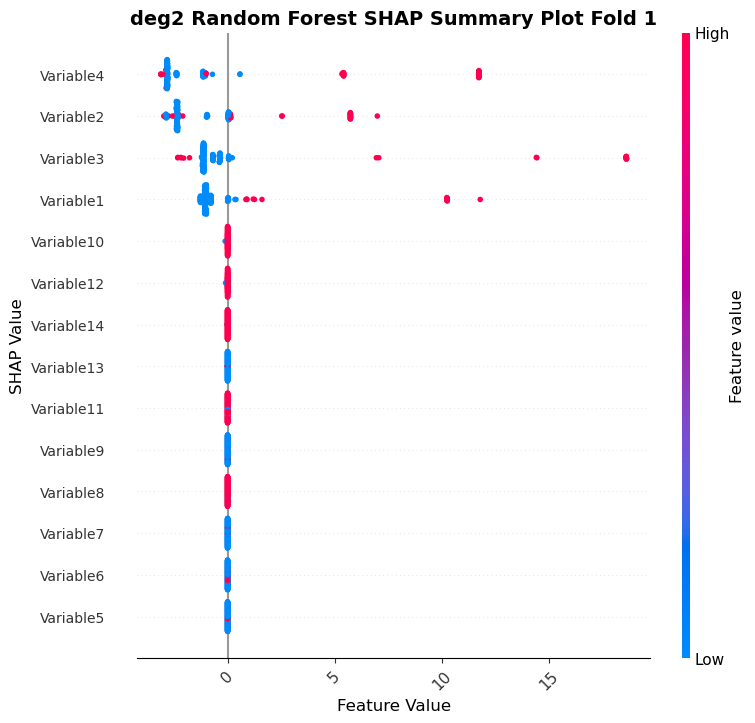 deg2 Random Forest SHAP Summary Plot Fold 1
High
Variable4
Variable2
Variable3
Variable1
Variable10
Variable12
Variable14
Variable13
Variable11
Variable9
Variable8
Variable7
Variable6
Variable5
SHAP Value
Feature value
Low
0
5
10
15
Feature Value